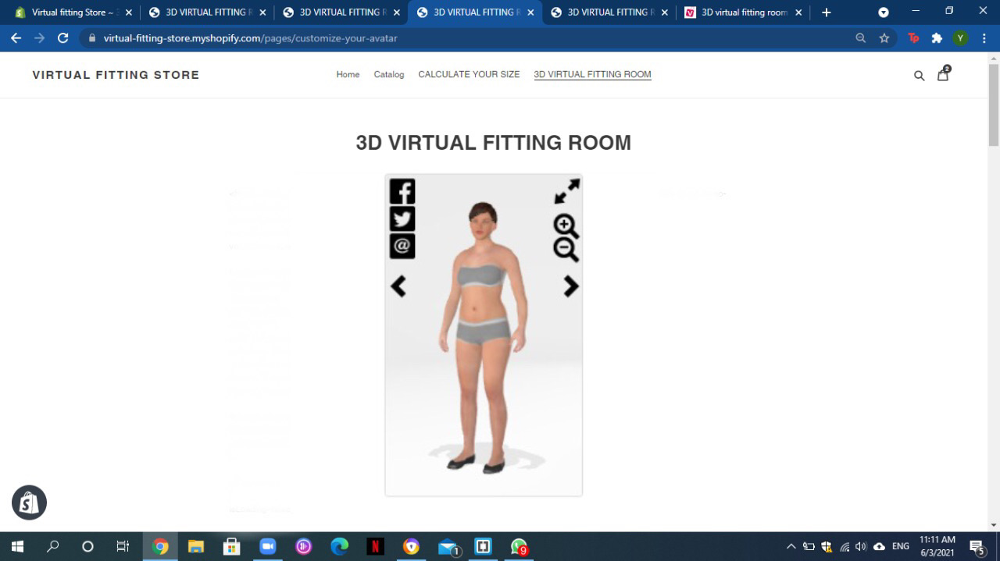 Virtual fitting Store ~
3D VIRTUAL FITTING R
3D VIRTUAL FITTING R
3D VIRTUAL FITTING R
3D VIRTUAL FITTING R
3D virtual fitting room
virtual-fitting-store.myshopify.com/pages/customize-your-avatar
Tp
Y
VIRTUAL FITTING STORE
Home
Catalog
CALCULATE YOUR SIZE
3D VIRTUAL FITTING ROOM
2
3D VIRTUAL FITTING ROOM
f
@
S
N
1
9
ENG
11:11 AM
6/3/2021
5